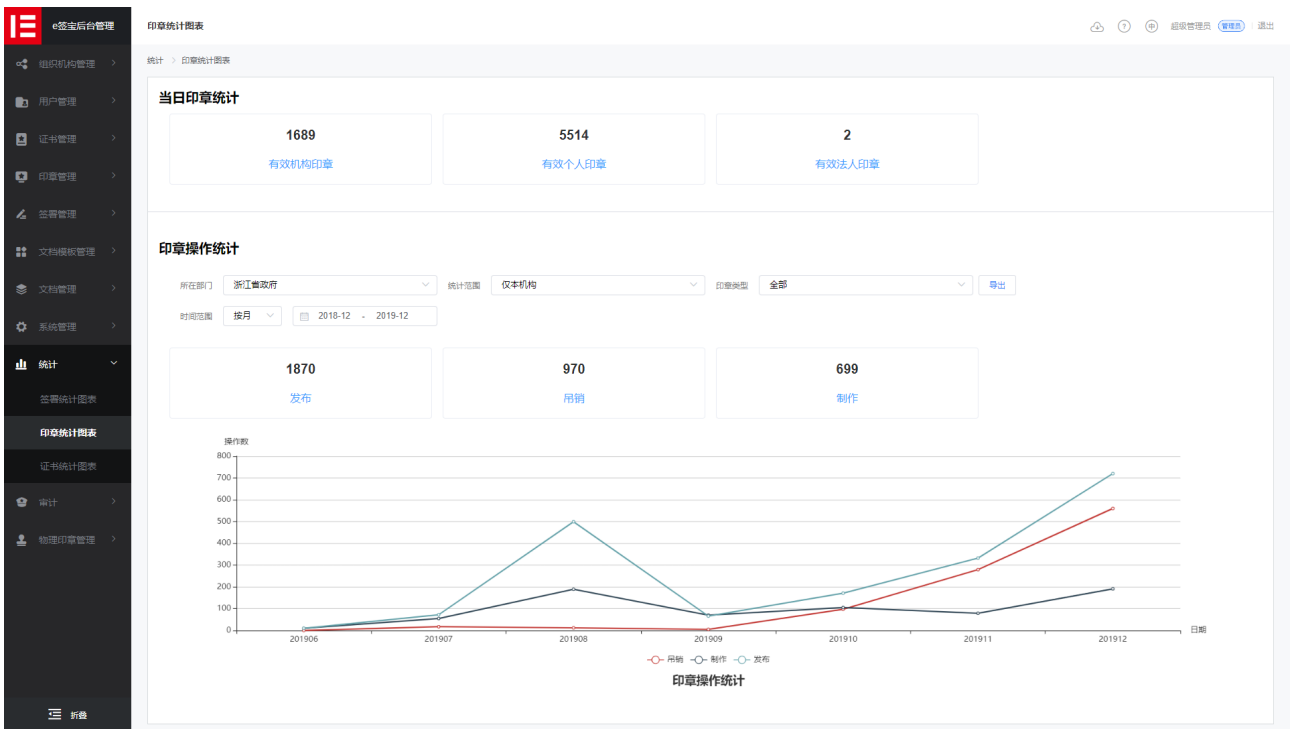 e签宝后台管理
印章统计图表
超级管理员 管理员 退出
组织机构管理
用户管理
证书管理
印章管理
签署管理
文档模板管理
文档管理
系统管理
统计
签署统计图表
印章统计图表
证书统计图表
审计
物理印章管理
折叠
统计 > 印章统计图表
当日印章统计
1689
有效机构印章
5514
有效个人印章
2
有效法人印章
印章操作统计
所在部门 浙江省政府 统计范围 仅本机构 印章类型 全部 导出
时间范围 按月 2018-12 - 2019-12
1870
发布
970
吊销
699
制作
操作数
800
700
600
500
400
300
200
100
0
201906 201907 201908 201909 201910 201911 201912 日期
吊销 制作 发布
印章操作统计